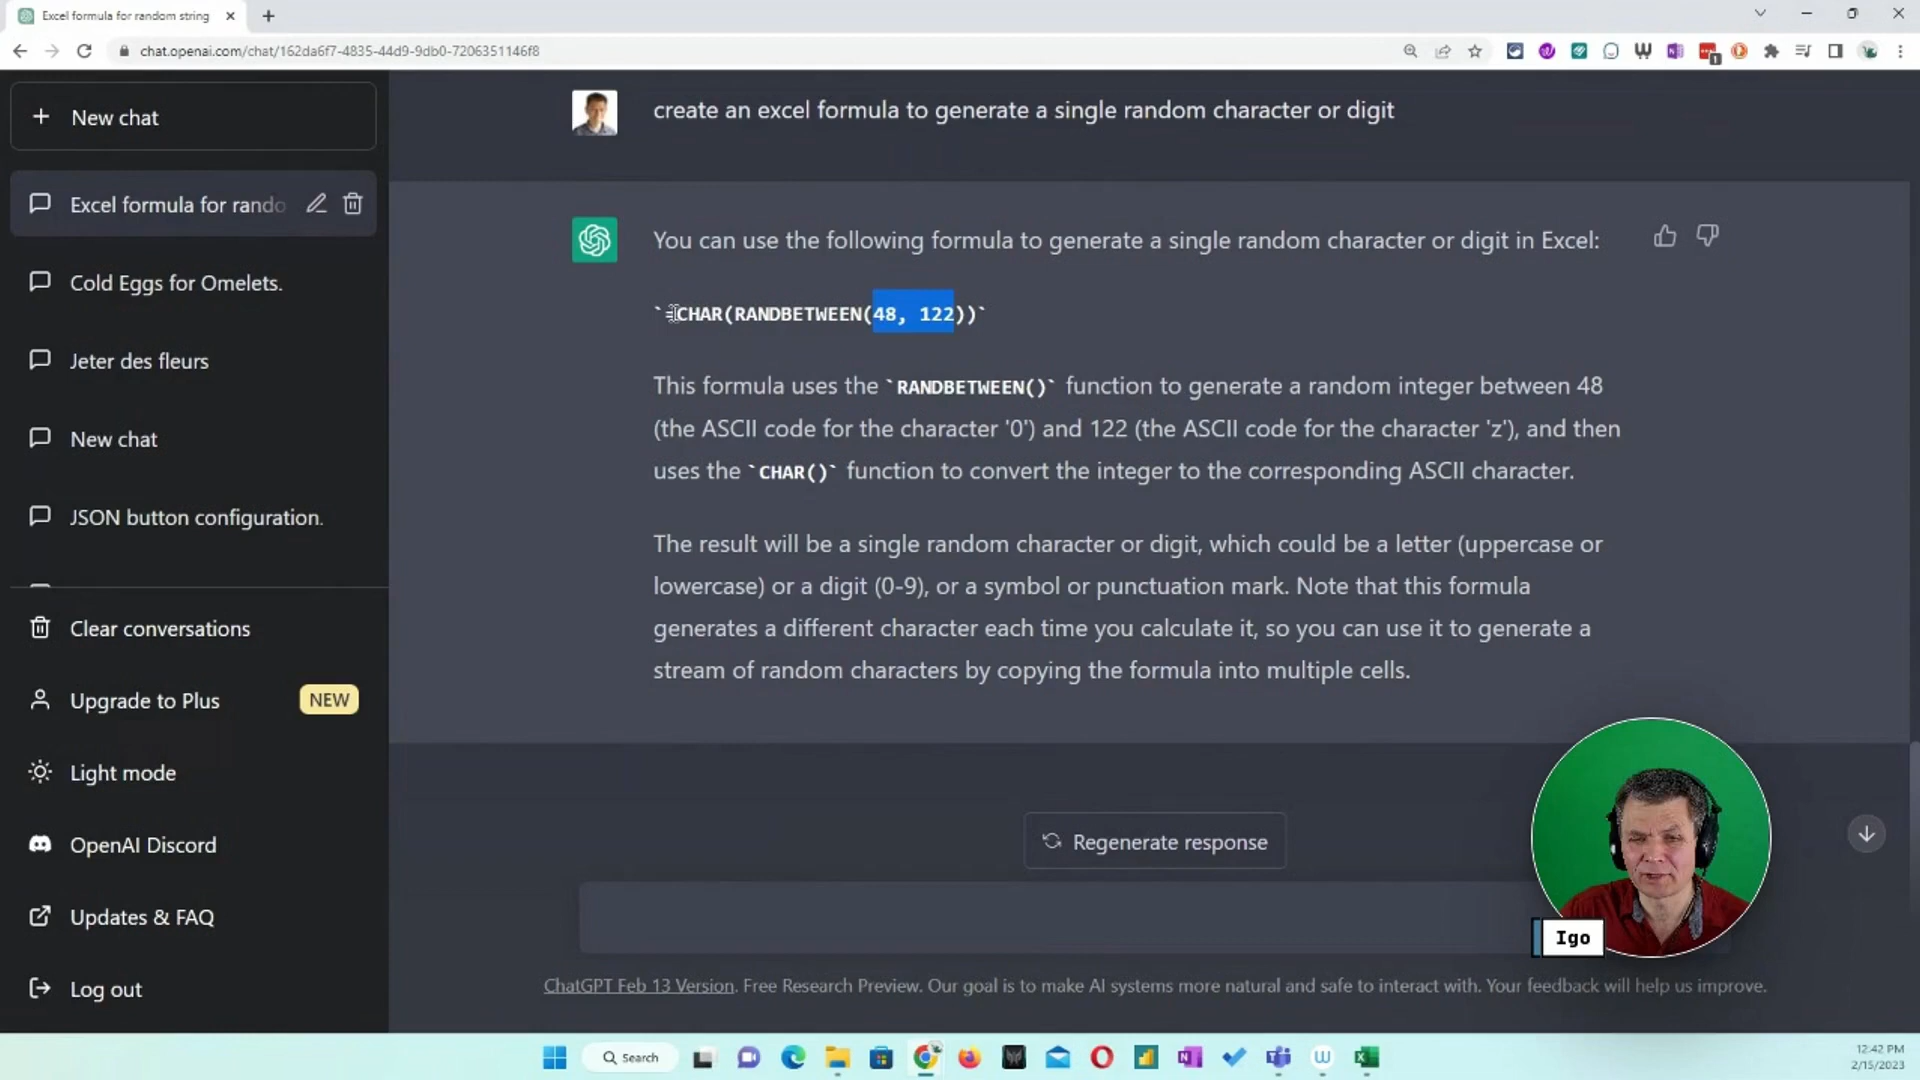 Excel formula for random string
chat.openai.com/chat/162da6f7-4835-44d9-9db0-7206351146f8
New chat
Excel formula for rando
Cold Eggs for Omelets.
Jeter des fleurs
New chat
JSON button configuration.
Clear conversations
Upgrade to Plus NEW
Light mode
OpenAI Discord
Updates & FAQ
Log out
create an excel formula to generate a single random character or digit
You can use the following formula to generate a single random character or digit in Excel:
`=CHAR(RANDBETWEEN(48, 122))`
This formula uses the `RANDBETWEEN()` function to generate a random integer between 48
(the ASCII code for the character '0') and 122 (the ASCII code for the character 'z'), and then
uses the `CHAR()` function to convert the integer to the corresponding ASCII character.
The result will be a single random character or digit, which could be a letter (uppercase or
lowercase) or a digit (0-9), or a symbol or punctuation mark. Note that this formula
generates a different character each time you calculate it, so you can use it to generate a
stream of random characters by copying the formula into multiple cells.
Regenerate response
Igo
ChatGPT Feb 13 Version. Free Research Preview. Our goal is to make AI systems more natural and safe to interact with. Your feedback will help us improve.
Search
12:42 PM
2/15/2023